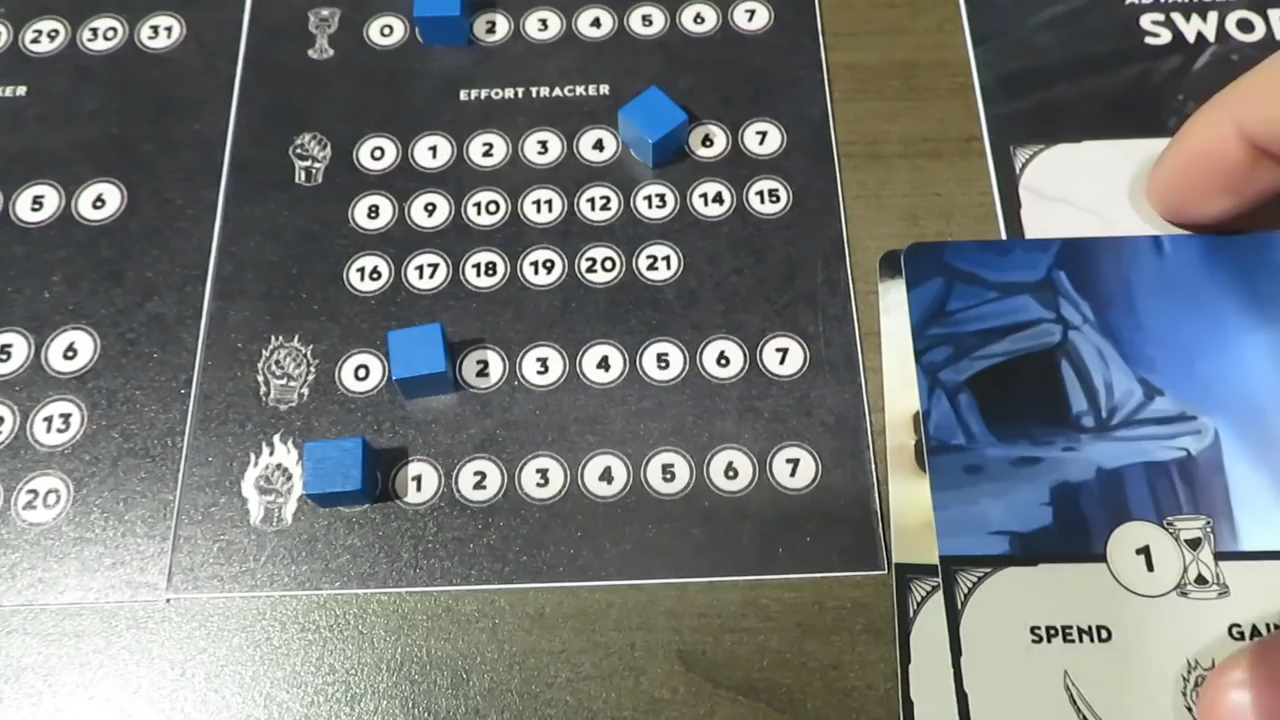 29 30 31
0 2 3 4 5 6 7
EFFORT TRACKER
0 1 2 3 4 6 7
8 9 10 11 12 13 14 15
16 17 18 19 20 21
0 2 3 4 5 6 7
1 2 3 4 5 6 7
5 6
5 6
13
20
1
SPEND